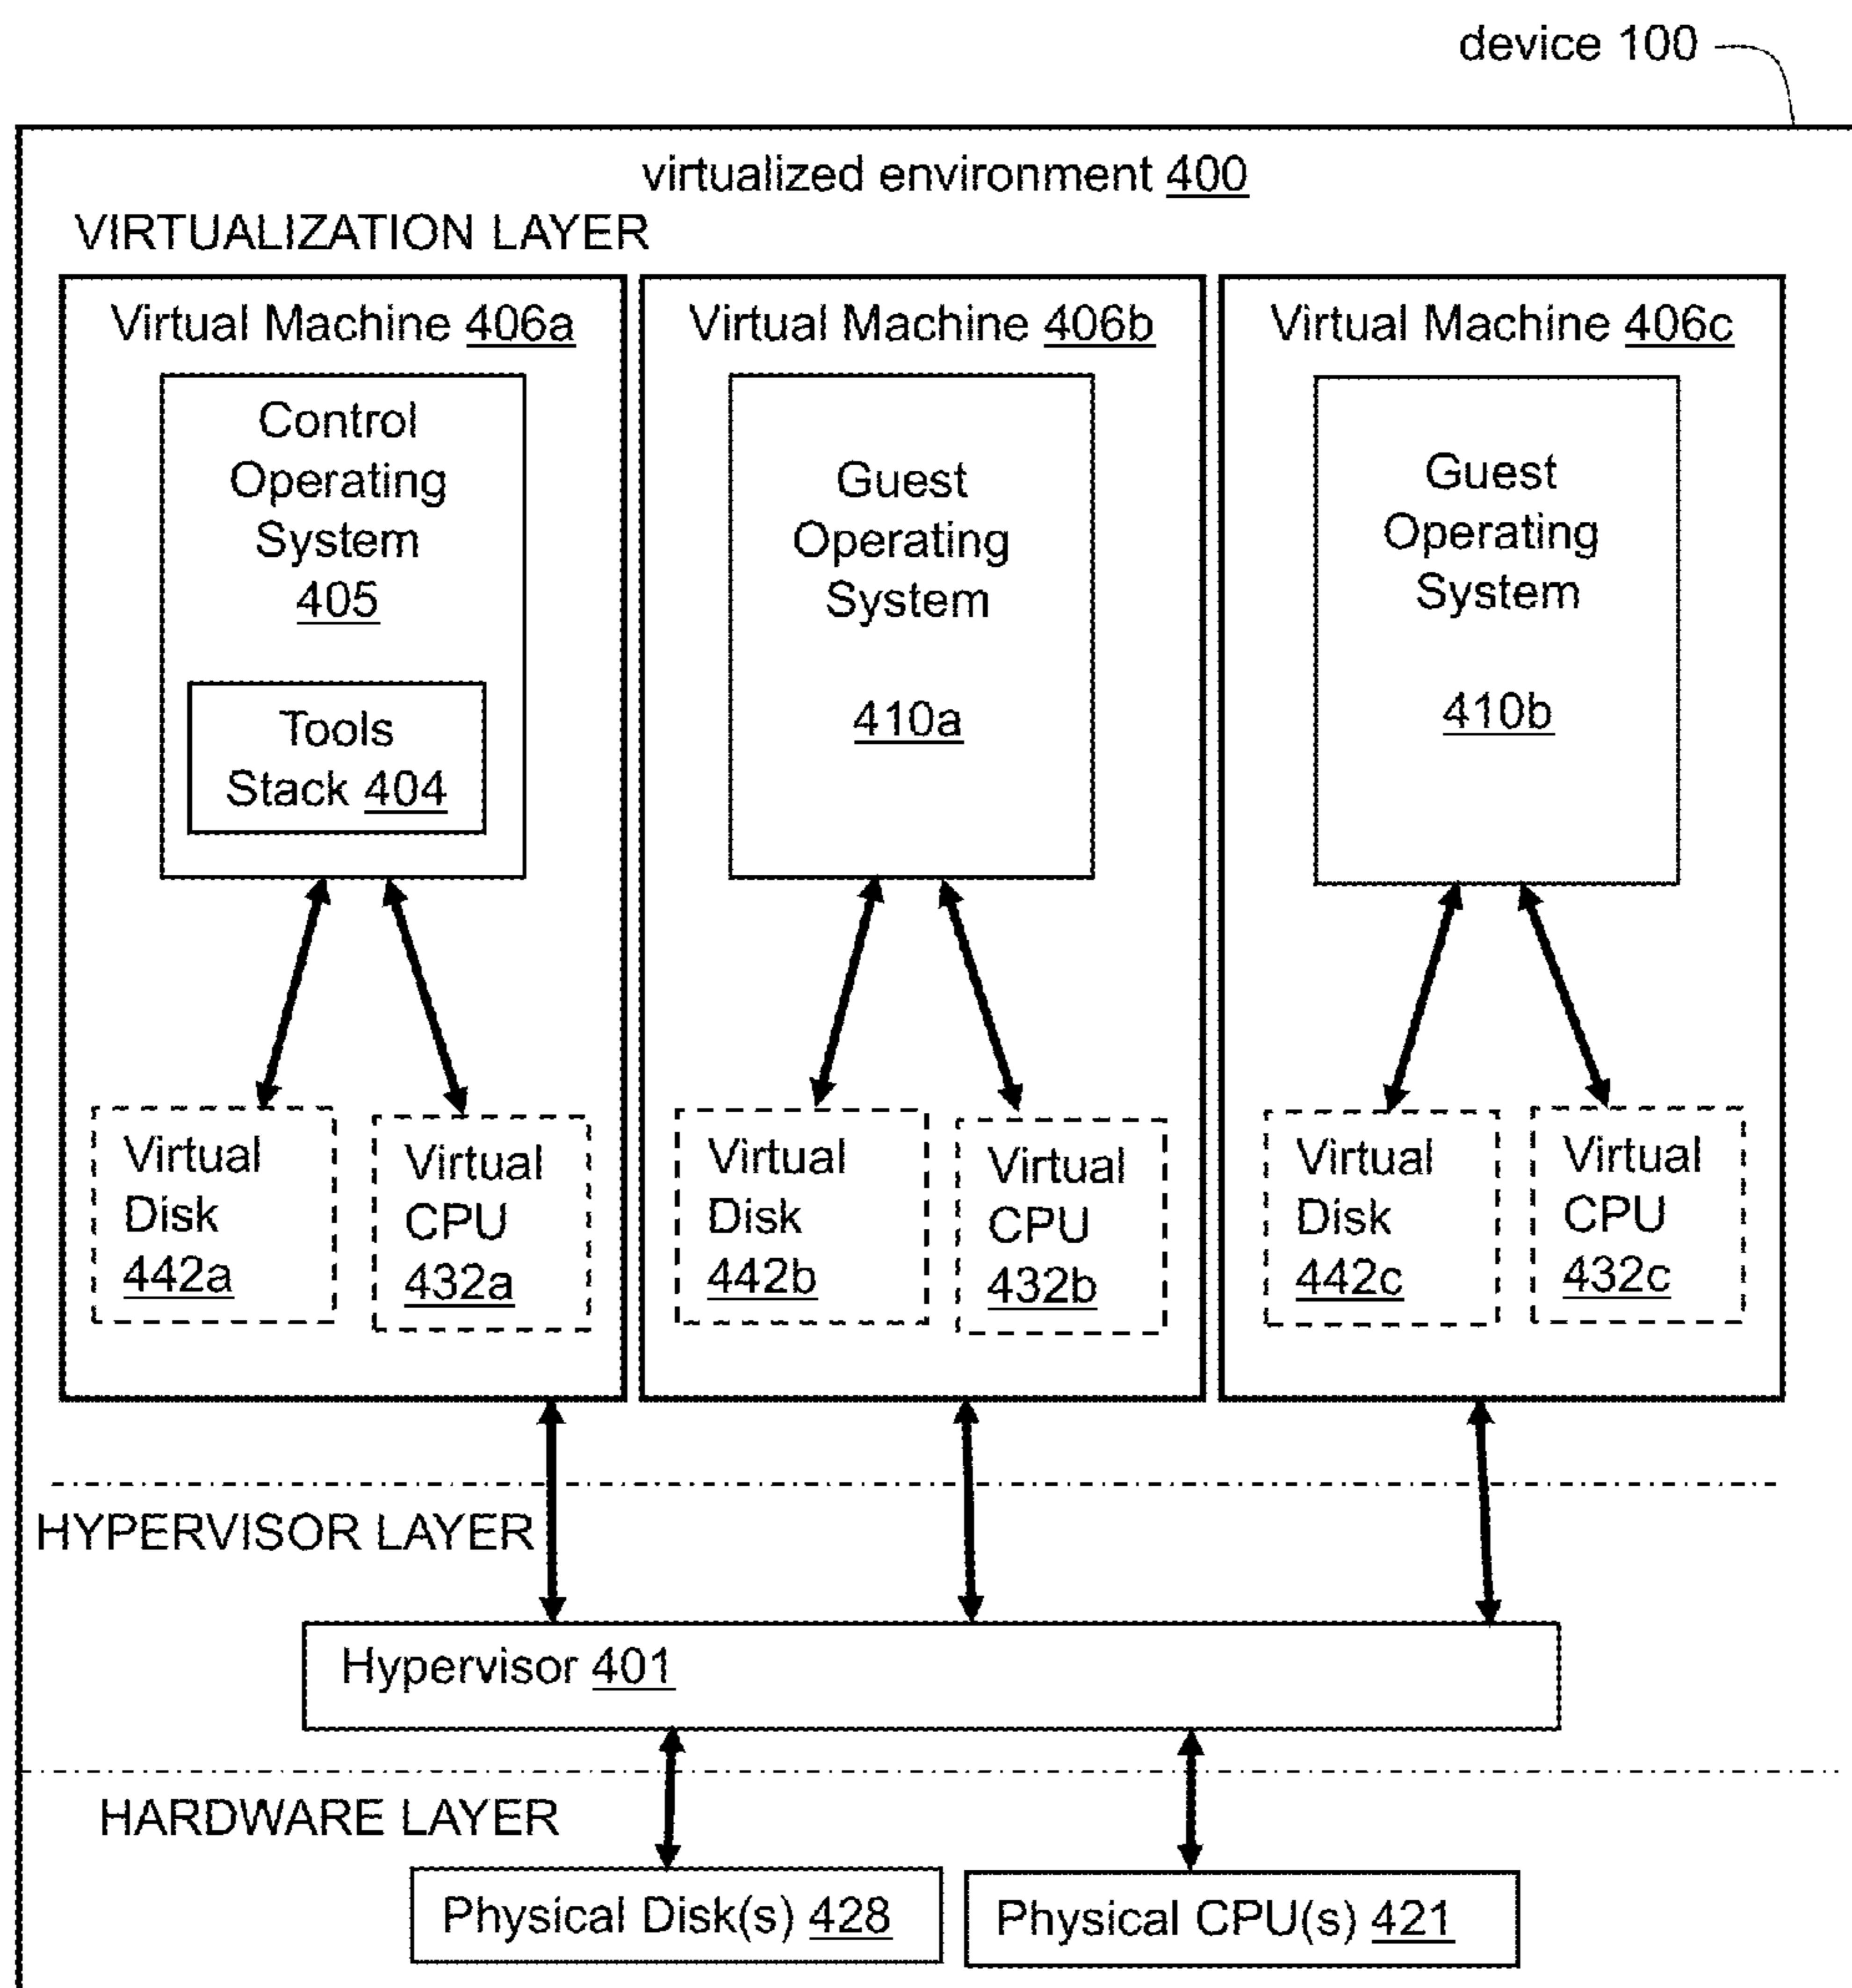 device 100
virtualized environment 400
VIRTUALIZATION LAYER
Virtual Machine 406a
Control
Operating
System
405
Tools
Stack 404
Virtual
Disk
442a
Virtual
CPU
432a
Virtual Machine 406b
Guest
Operating
System
410a
Virtual
Disk
442b
Virtual
CPU
432b
Virtual Machine 406c
Guest
Operating
System
410b
Virtual
Disk
442c
Virtual
CPU
432c
HYPERVISOR LAYER
Hypervisor 401
HARDWARE LAYER
Physical Disk(s) 428
Physical CPU(s) 421